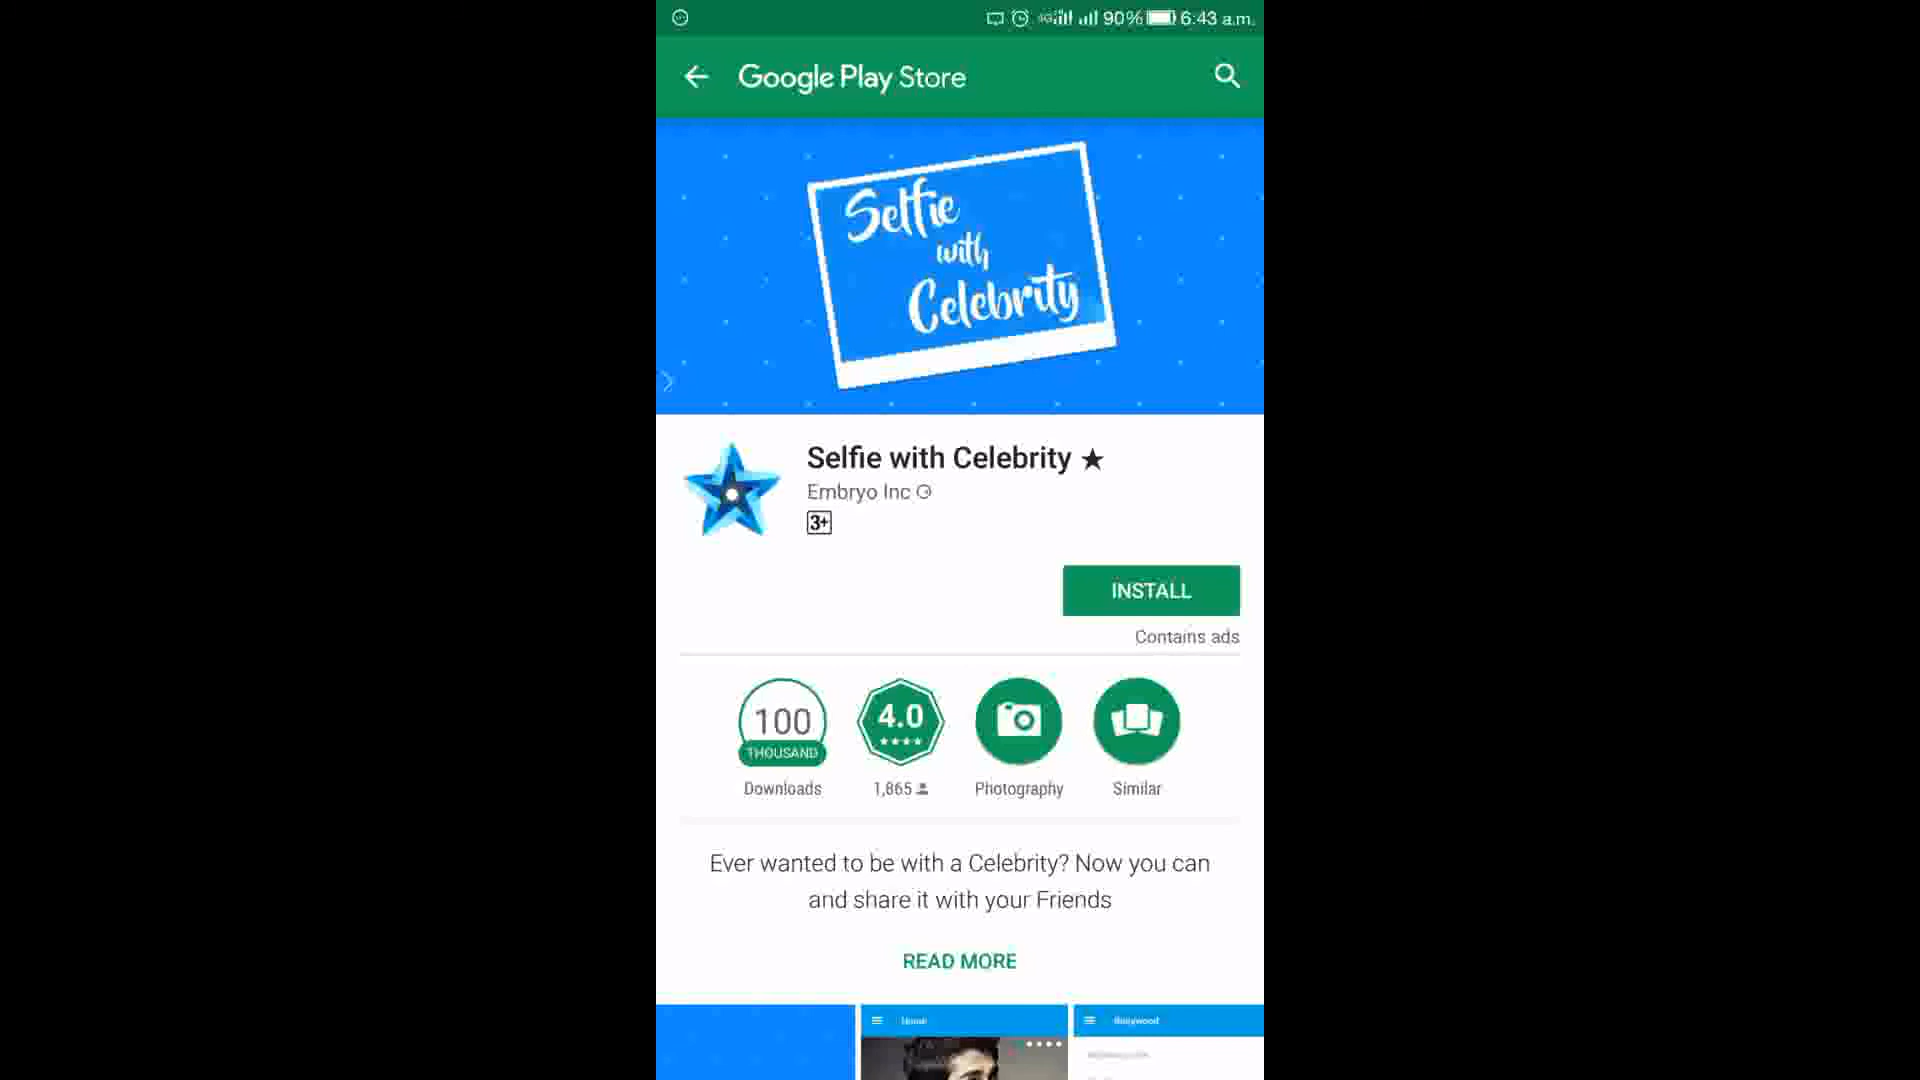 90% 6:43 a.m.
Google Play Store
Selfie
with
Celebrity
Selfie with Celebrity ★
Embryo Inc
3+
INSTALL
Contains ads
100
THOUSAND
4.0
Downloads
1,865
Photography
Similar
Ever wanted to be with a Celebrity? Now you can
and share it with your Friends
READ MORE
Home
Bollywood